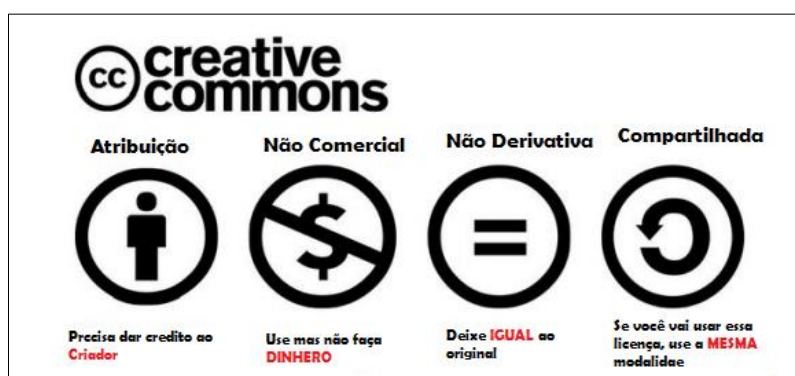 cc creative
commons
Atribuição
Não Comercial
Não Derivativa
Compartilhada
$
=
Precisa dar credito ao
Criador
Use mas não faça
DINHERO
Deixe IGUAL ao
original
Se você vai usar essa
licença, use a MESMA
modalidae